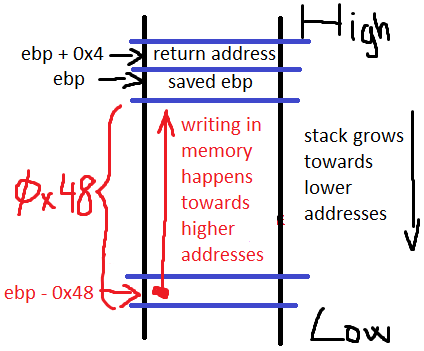 High
ebp + 0x4
return address
ebp
saved ebp
0x48
writing in
memory
happens
towards
higher
addresses
stack grows
towards
lower
addresses
ebp - 0x48
Low